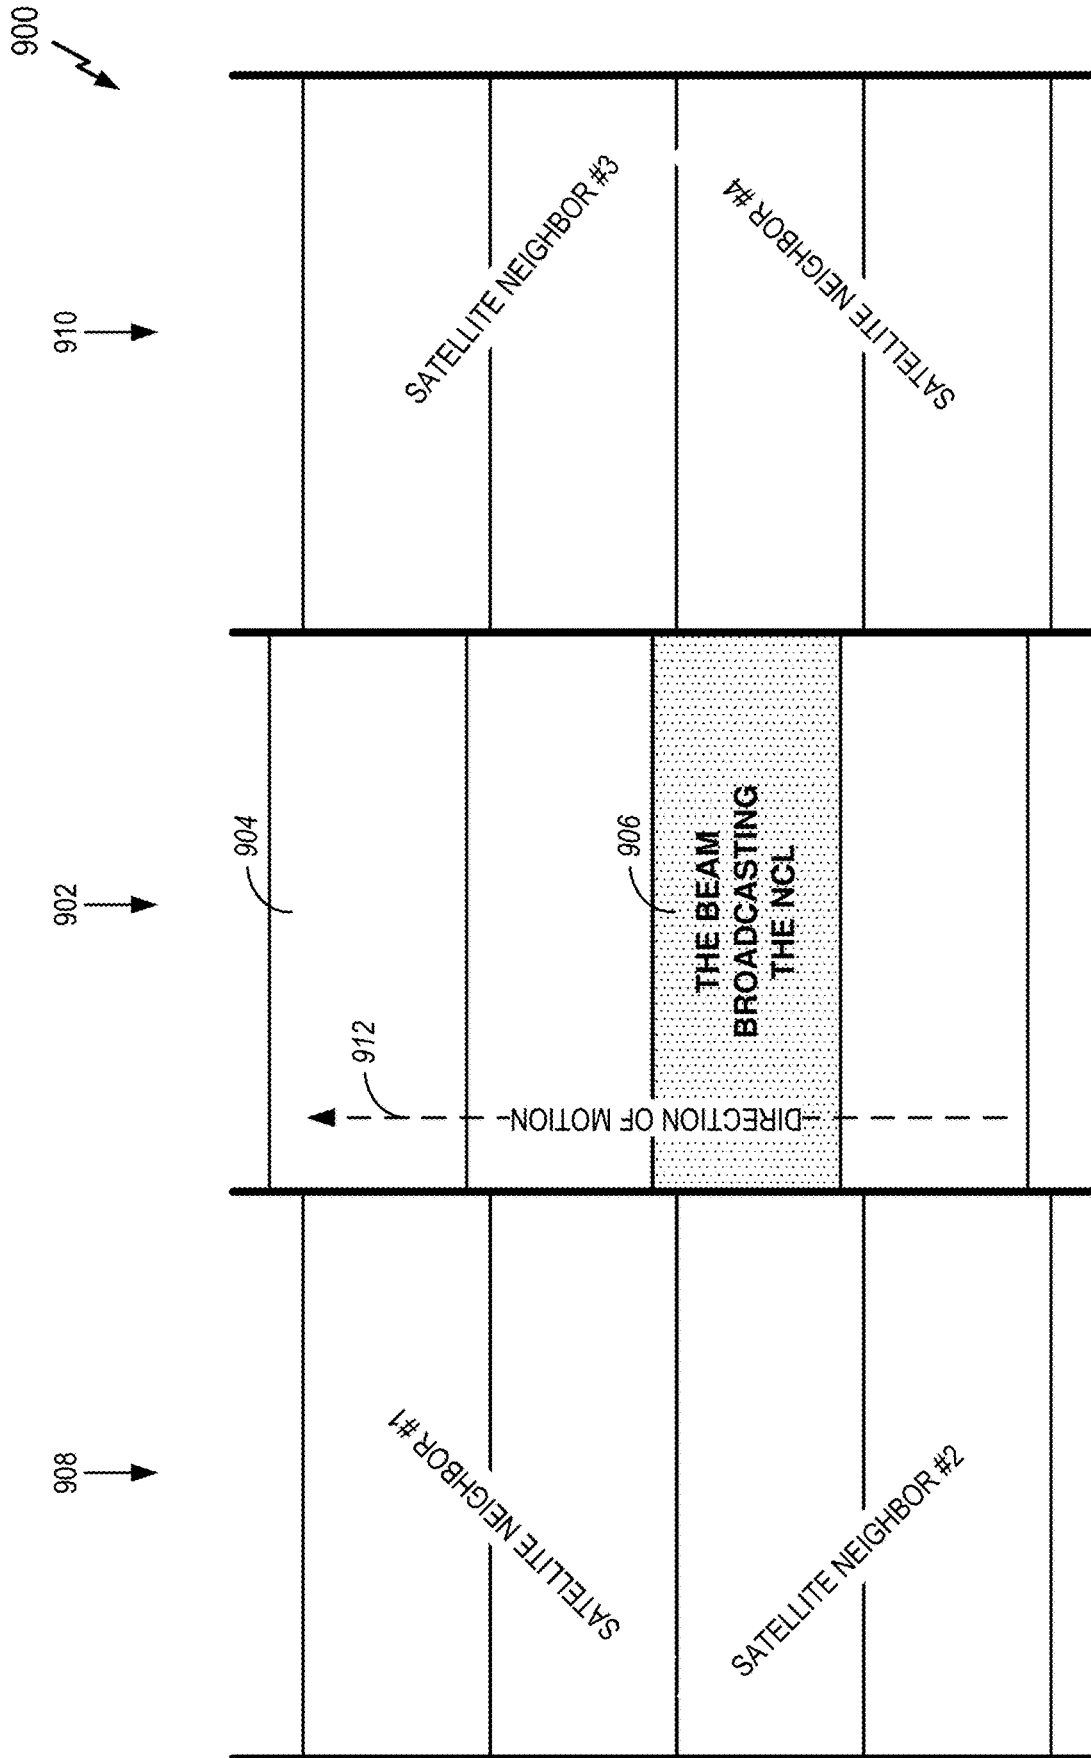 900
908
902
910
904
912
906
DIRECTION OF MOTION
THE BEAM
BROADCASTING
THE NCL
SATELLITE NEIGHBOR #1
SATELLITE NEIGHBOR #2
SATELLITE NEIGHBOR #3
SATELLITE NEIGHBOR #4